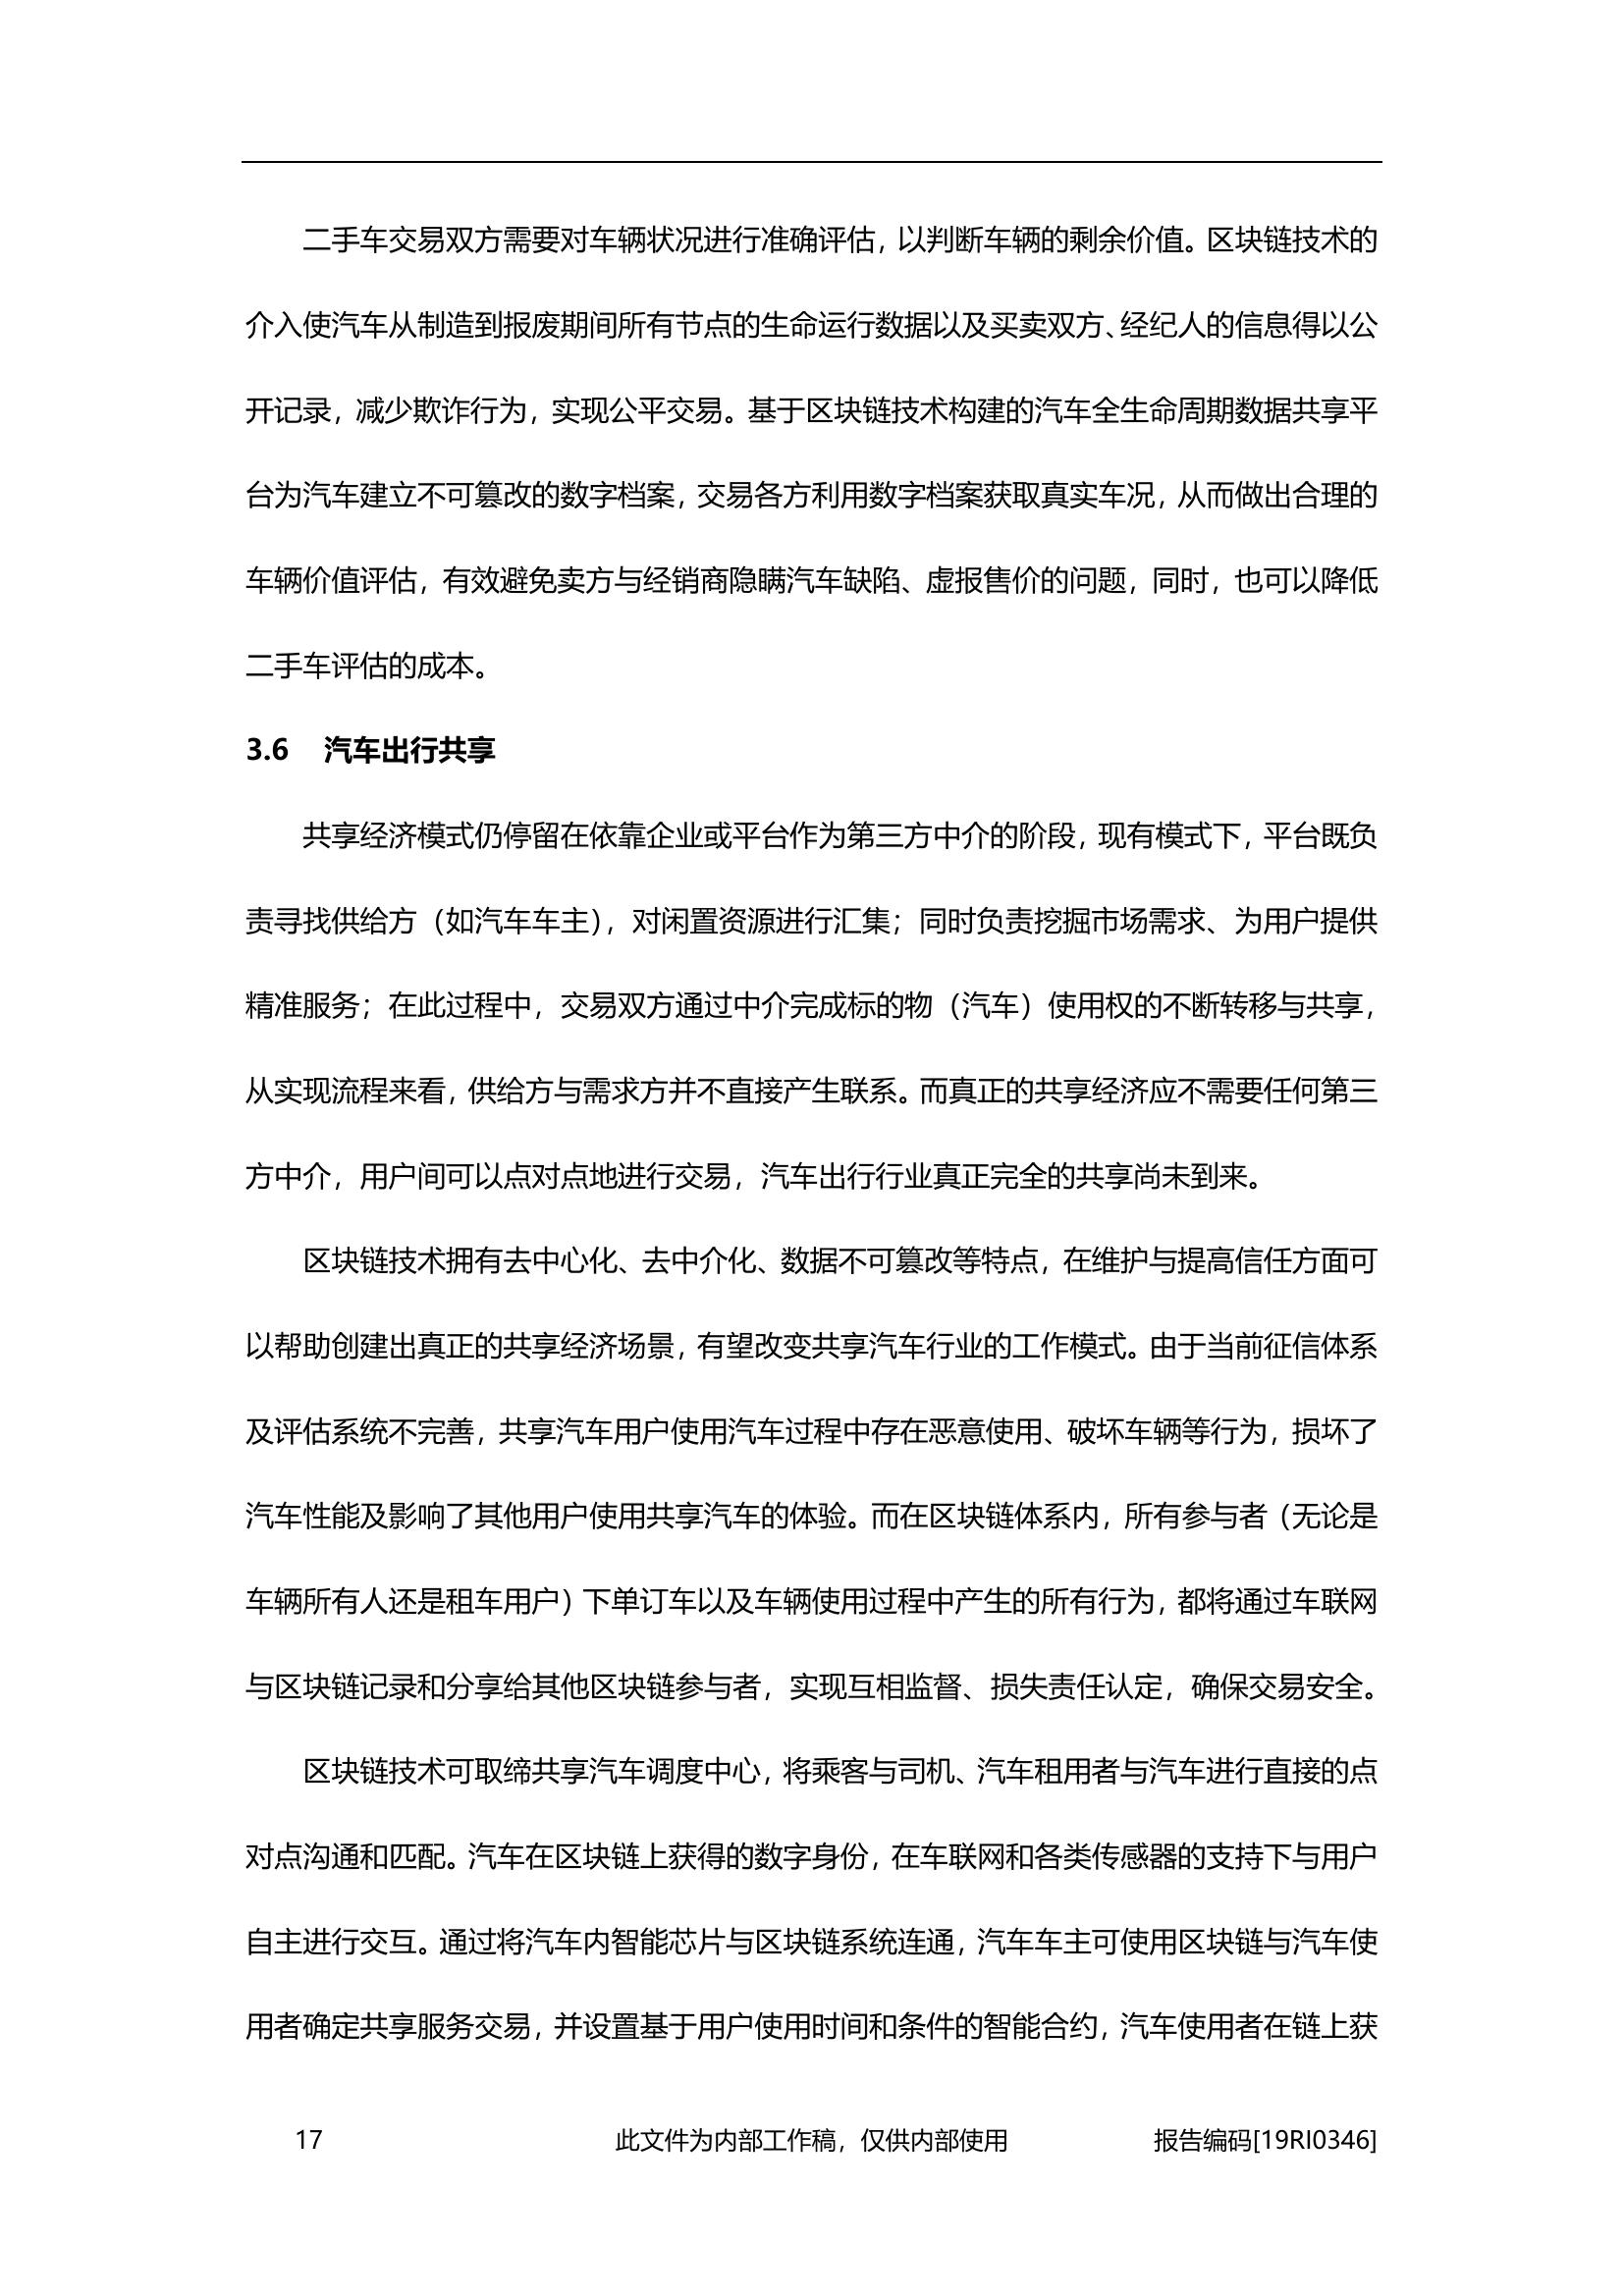 二手车交易双方需要对车辆状况进行准确评估，以判断车辆的剩余价值。区块链技术的
介入使汽车从制造到报废期间所有节点的生命运行数据以及买卖双方、经纪人的信息得以公
开记录，减少欺诈行为，实现公平交易。基于区块链技术构建的汽车全生命周期数据共享平
台为汽车建立不可篡改的数字档案，交易各方利用数字档案获取真实车况，从而做出合理的
车辆价值评估，有效避免卖方与经销商隐瞒汽车缺陷、虚报售价的问题，同时，也可以降低
二手车评估的成本。
3.6 汽车出行共享
共享经济模式仍停留在依靠企业或平台作为第三方中介的阶段，现有模式下，平台既负
责寻找供给方（如汽车车主），对闲置资源进行汇集；同时负责挖掘市场需求、为用户提供
精准服务；在此过程中，交易双方通过中介完成标的物（汽车）使用权的不断转移与共享，
从实现流程来看，供给方与需求方并不直接产生联系。而真正的共享经济应不需要任何第三
方中介，用户间可以点对点地进行交易，汽车出行行业真正完全的共享尚未到来。
区块链技术拥有去中心化、去中介化、数据不可篡改等特点，在维护与提高信任方面可
以帮助创建出真正的共享经济场景，有望改变共享汽车行业的工作模式。由于当前征信体系
及评估系统不完善，共享汽车用户使用汽车过程中存在恶意使用、破坏车辆等行为，损坏了
汽车性能及影响了其他用户使用共享汽车的体验。而在区块链体系内，所有参与者（无论是
车辆所有人还是租车用户）下单订车以及车辆使用过程中产生的所有行为，都将通过车联网
与区块链记录和分享给其他区块链参与者，实现互相监督、损失责任认定，确保交易安全。
区块链技术可取缔共享汽车调度中心，将乘客与司机、汽车租用者与汽车进行直接的点
对点沟通和匹配。汽车在区块链上获得的数字身份，在车联网和各类传感器的支持下与用户
自主进行交互。通过将汽车内智能芯片与区块链系统连通，汽车车主可使用区块链与汽车使
用者确定共享服务交易，并设置基于用户使用时间和条件的智能合约，汽车使用者在链上获
17 此文件为内部工作稿，仅供内部使用 报告编码[19RI0346]